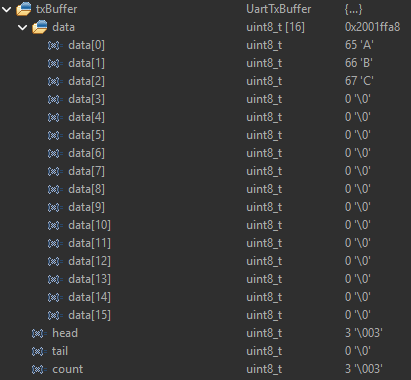 txBuffer UartTxBuffer {...}
data uint8_t [16] 0x2001ffa8
data[0] uint8_t 65 'A'
data[1] uint8_t 66 'B'
data[2] uint8_t 67 'C'
data[3] uint8_t 0 '\0'
data[4] uint8_t 0 '\0'
data[5] uint8_t 0 '\0'
data[6] uint8_t 0 '\0'
data[7] uint8_t 0 '\0'
data[8] uint8_t 0 '\0'
data[9] uint8_t 0 '\0'
data[10] uint8_t 0 '\0'
data[11] uint8_t 0 '\0'
data[12] uint8_t 0 '\0'
data[13] uint8_t 0 '\0'
data[14] uint8_t 0 '\0'
data[15] uint8_t 0 '\0'
head uint8_t 3 '\003'
tail uint8_t 0 '\0'
count uint8_t 3 '\003'